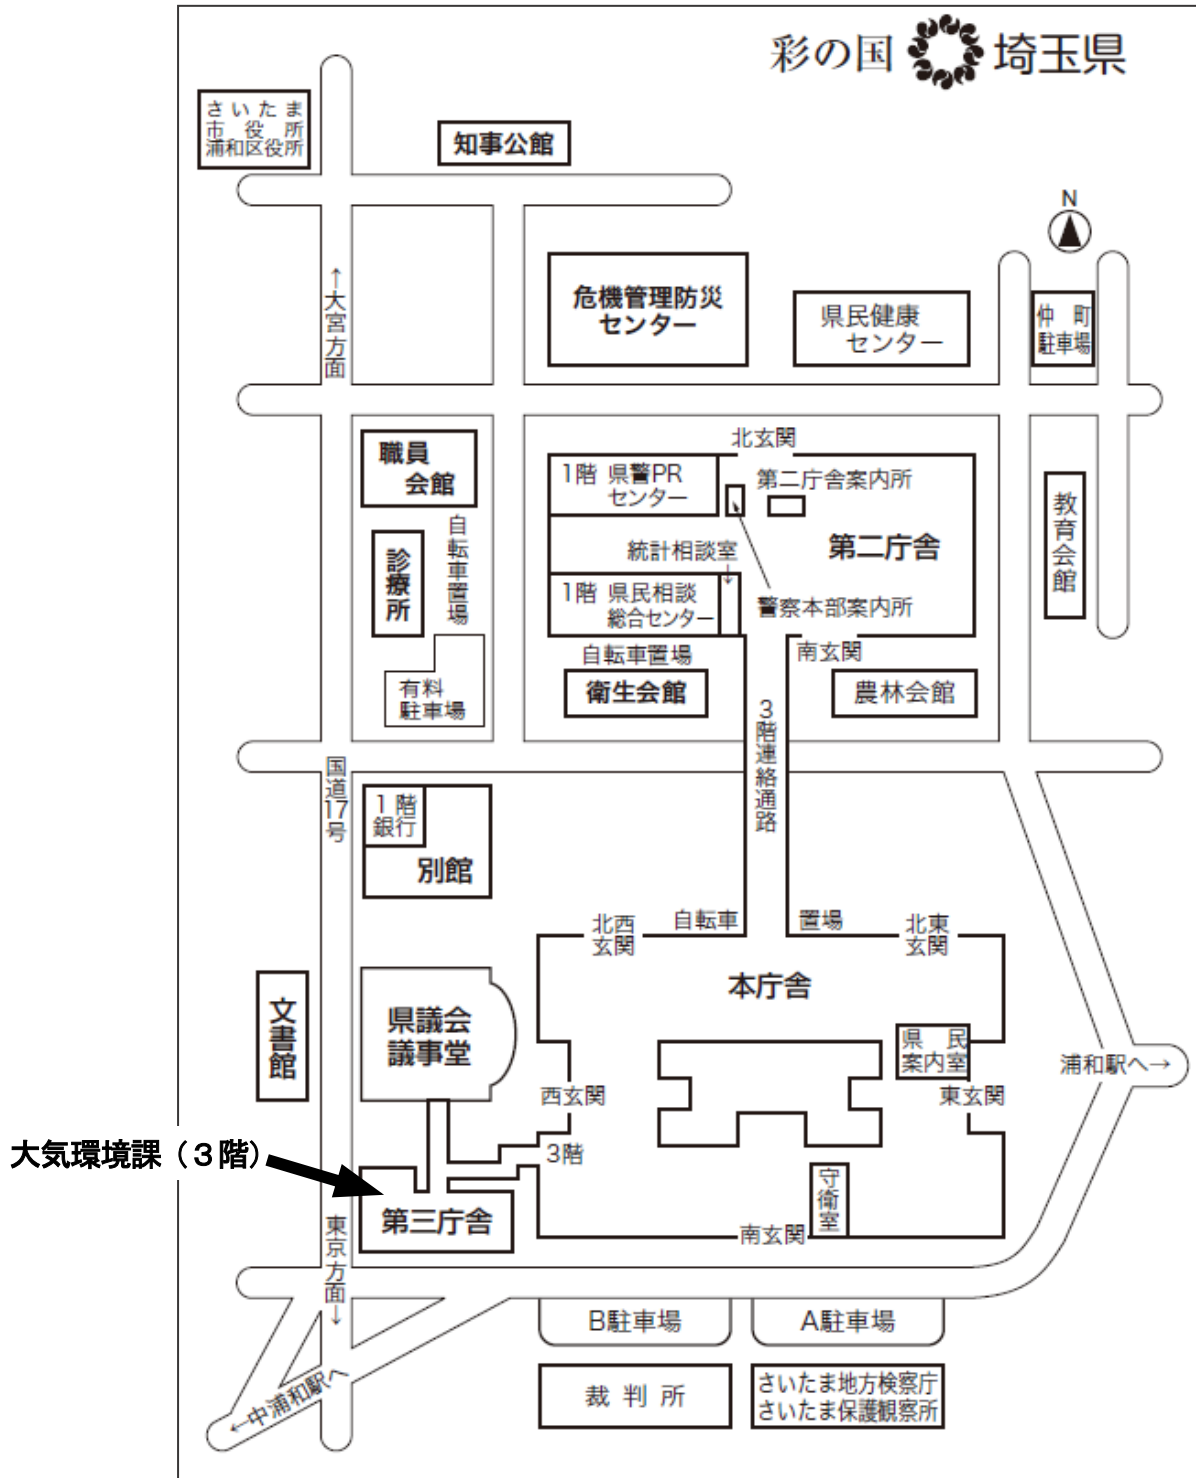 彩の国 埼玉県
さいたま
市役所
浦和区役所
知事公館
N
↑大宮方面
危機管理防災
センター
県民健康
センター
仲町
駐車場
職員
会館
北玄関
1階 県警PR
センター
第二庁舎案内所
自転車置場
診療所
統計相談室
↓
第二庁舎
教育会館
1階 県民相談
総合センター
警察本部案内所
自転車置場
南玄関
有料
駐車場
衛生会館
農林会館
3階連絡通路
国道17号
1階
銀行
別館
北西
玄関
自転車 置場
北東
玄関
文書館
県議会
議事堂
本庁舎
県民
案内室
浦和駅へ→
西玄関
東玄関
大気環境課（３階）
3階
守衛室
第三庁舎
南玄関
東京方面↓
B駐車場
A駐車場
←中浦和駅へ
裁判所
さいたま地方検察庁
さいたま保護観察所